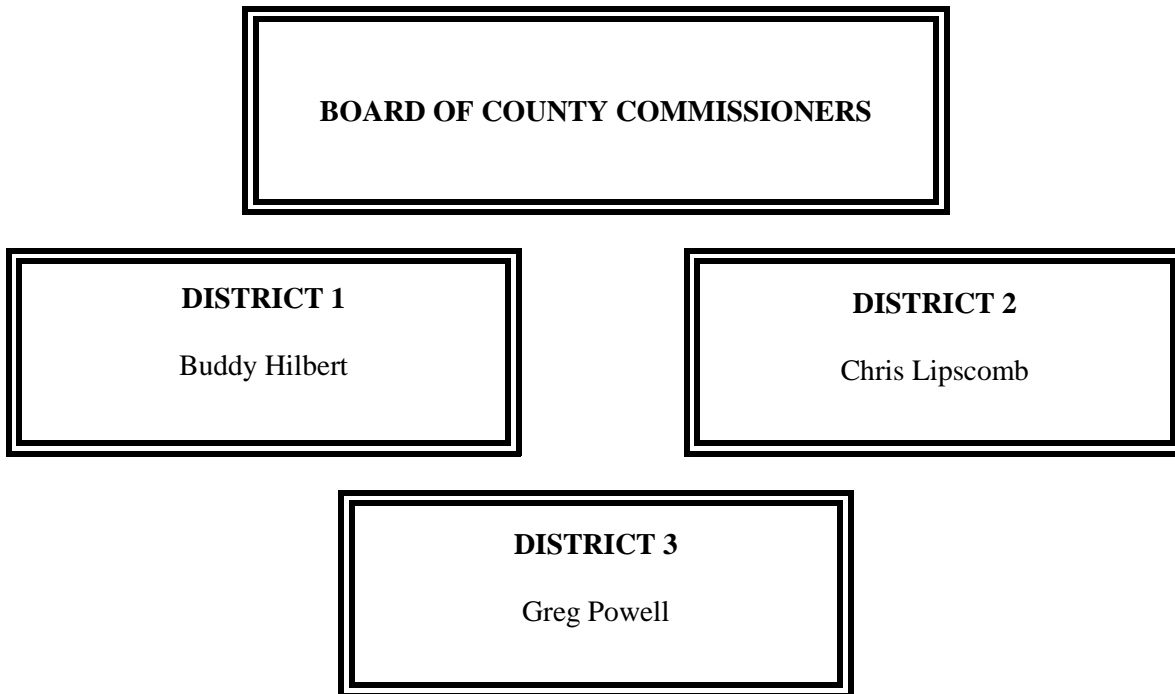 BOARD OF COUNTY COMMISSIONERS
DISTRICT 1
Buddy Hilbert
DISTRICT 2
Chris Lipscomb
DISTRICT 3
Greg Powell